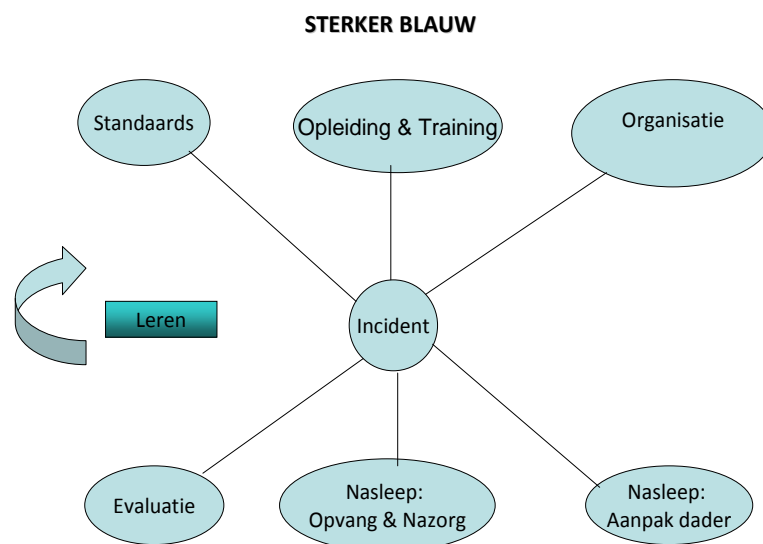 STERKER BLAUW
Standaards
Opleiding & Training
Organisatie
Leren
Incident
Evaluatie
Nasleep:
Opvang & Nazorg
Nasleep:
Aanpak dader